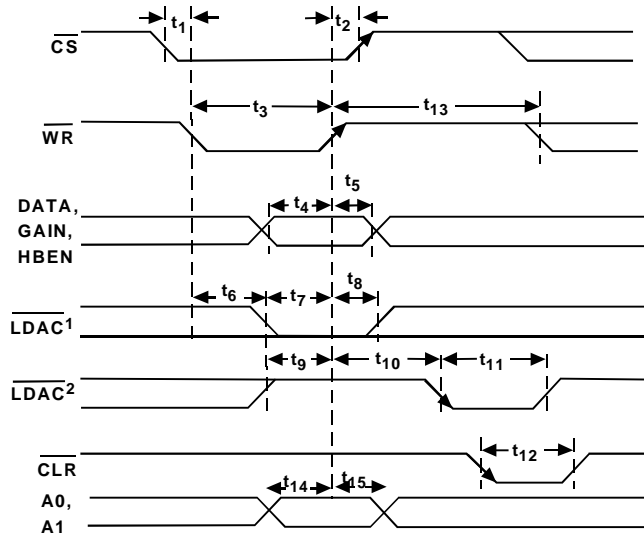 t1 t2
CS
t3 t13
WR
t4 t5
DATA,
GAIN,
HBEN
t6 t7 t8
LDAC1
t9 t10 t11
LDAC2
t12
CLR
t14 t15
A0,
A1